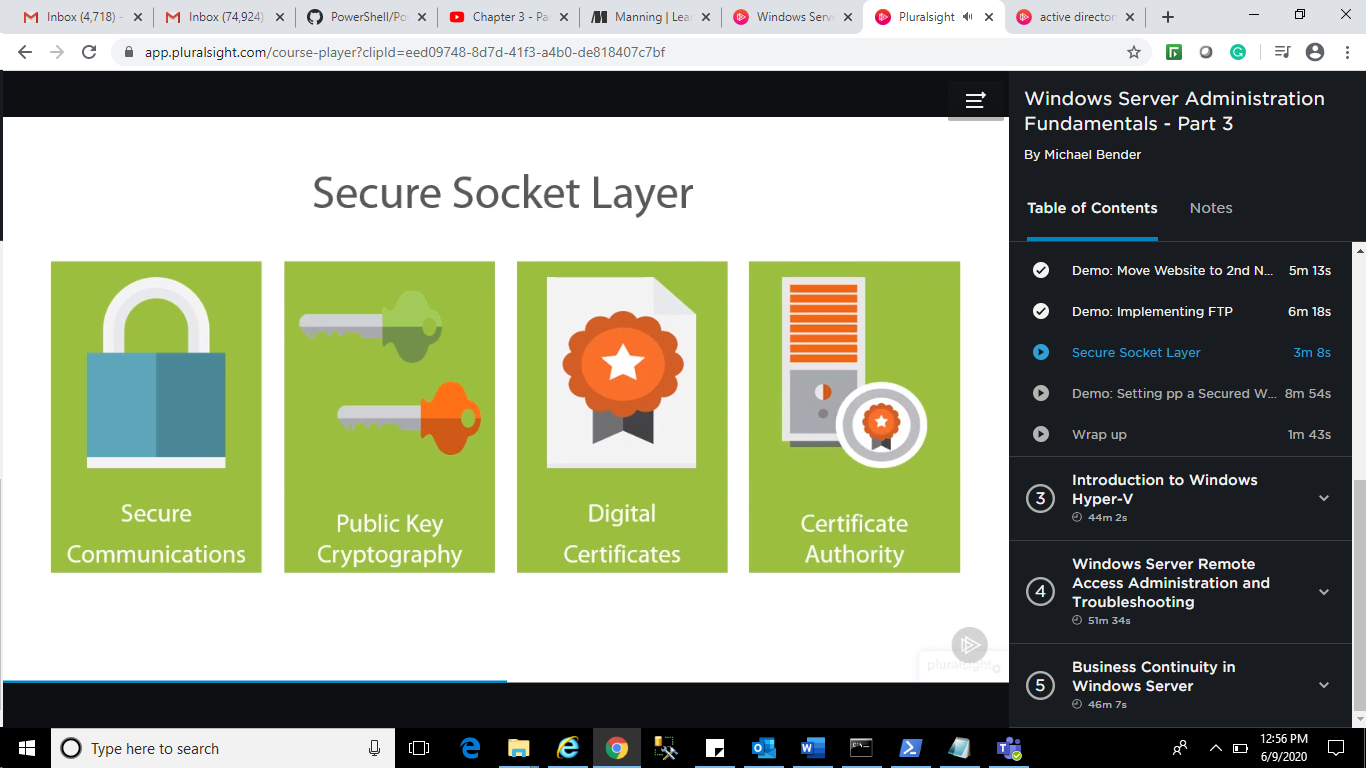 Inbox (4,718) -
Inbox (74,924)
PowerShell/Po
Chapter 3 - Pa
Manning | Lea
Windows Serv
Pluralsight
active director
app.pluralsight.com/course-player?clipId=eed09748-8d7d-41f3-a4b0-de818407c7bf
Secure Socket Layer
Secure
Communications
Public Key
Cryptography
Digital
Certificates
Certificate
Authority
pluralsight
Windows Server Administration
Fundamentals - Part 3
By Michael Bender
Table of Contents
Notes
Demo: Move Website to 2nd N... 5m 13s
Demo: Implementing FTP 6m 18s
Secure Socket Layer 3m 8s
Demo: Setting pp a Secured W... 8m 54s
Wrap up 1m 43s
3
Introduction to Windows
Hyper-V
44m 2s
4
Windows Server Remote
Access Administration and
Troubleshooting
51m 34s
5
Business Continuity in
Windows Server
46m 7s
Type here to search
12:56 PM
6/9/2020